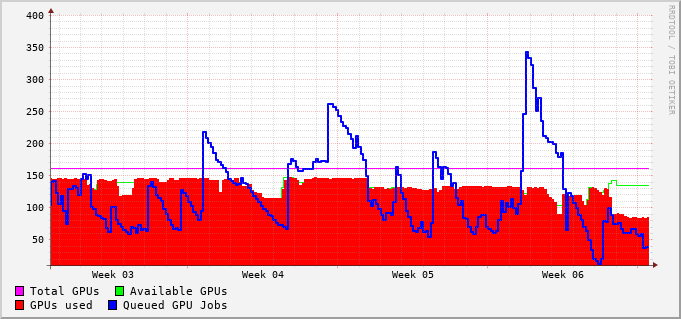 400
350
300
250
200
150
100
50
Week 03 Week 04 Week 05 Week 06
Total GPUs Available GPUs
GPUs used Queued GPU Jobs
RRDTOOL / TOBI OETIKER